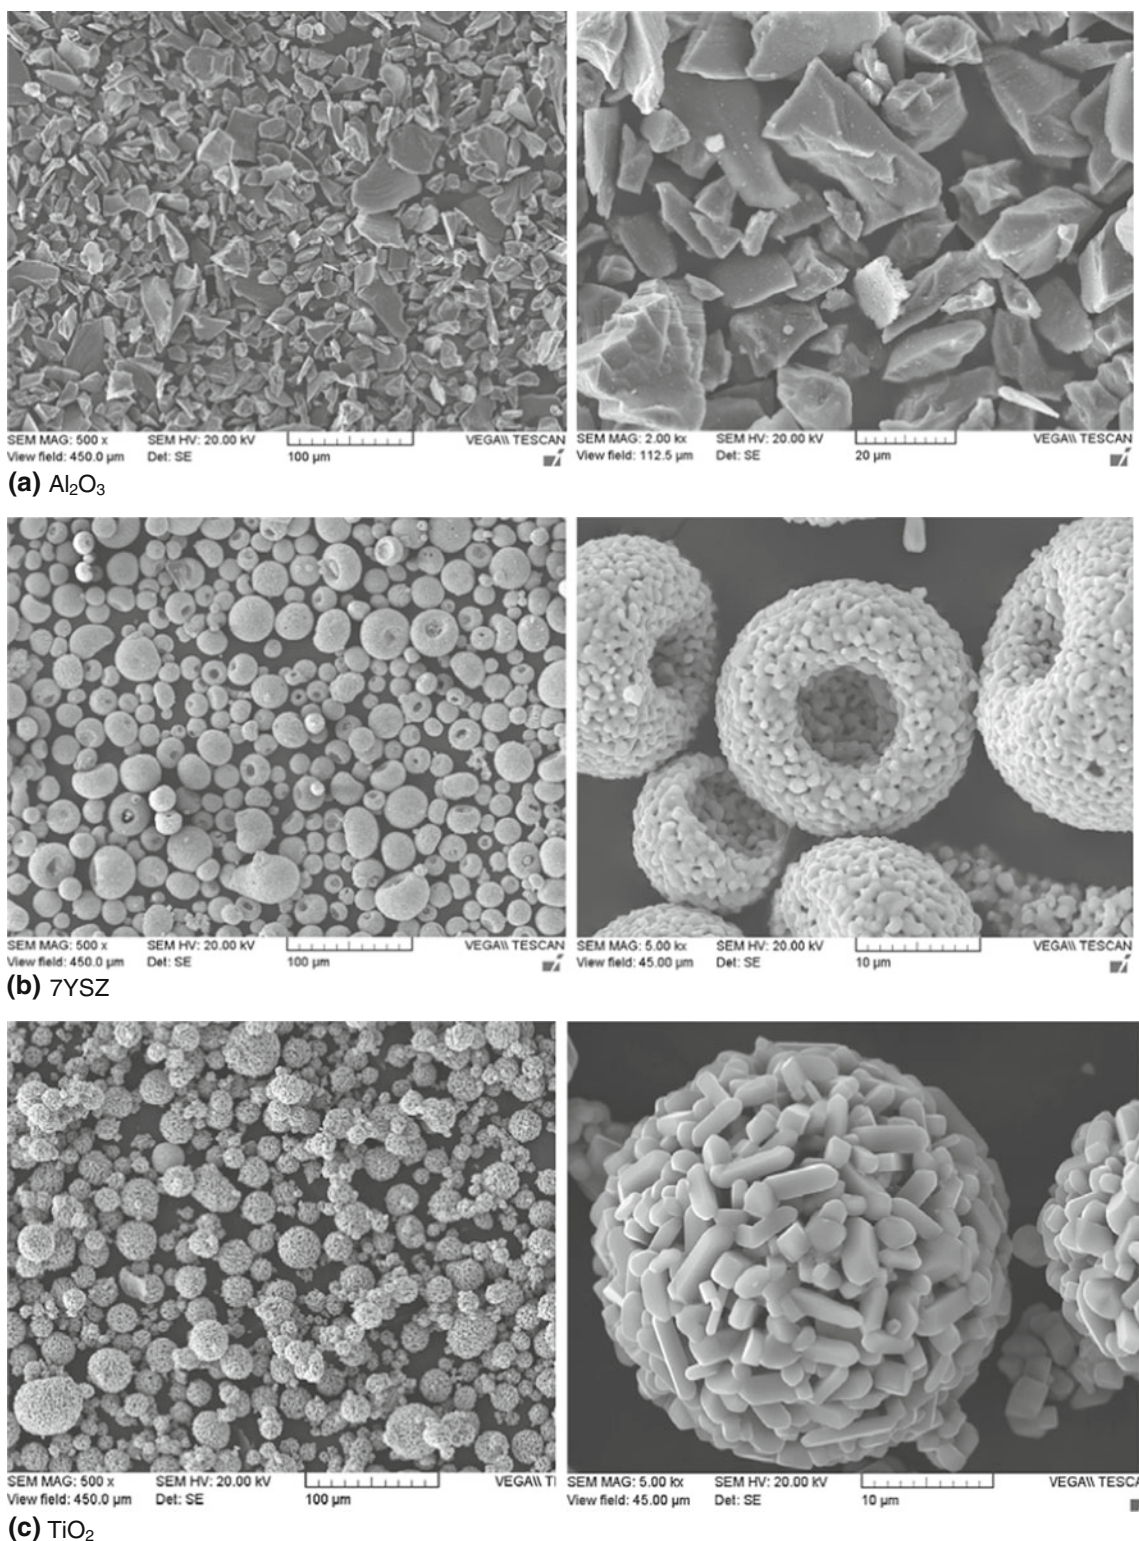 SEM MAG: 500 x SEM HV: 20.00 kV VEGA\\ TESCAN
View field: 450.0 µm Det: SE 100 µm
SEM MAG: 2.00 kx SEM HV: 20.00 kV VEGA\\ TESCAN
View field: 112.5 µm Det: SE 20 µm
(a) Al₂O₃
SEM MAG: 500 x SEM HV: 20.00 kV VEGA\\ TESCAN
View field: 450.0 µm Det: SE 100 µm
SEM MAG: 5.00 kx SEM HV: 20.00 kV VEGA\\ TESCAN
View field: 45.00 µm Det: SE 10 µm
(b) 7YSZ
SEM MAG: 500 x SEM HV: 20.00 kV VEGA\\ T
View field: 450.0 µm Det: SE 100 µm
SEM MAG: 5.00 kx SEM HV: 20.00 kV VEGA\\ TESCA
View field: 45.00 µm Det: SE 10 µm
(c) TiO₂